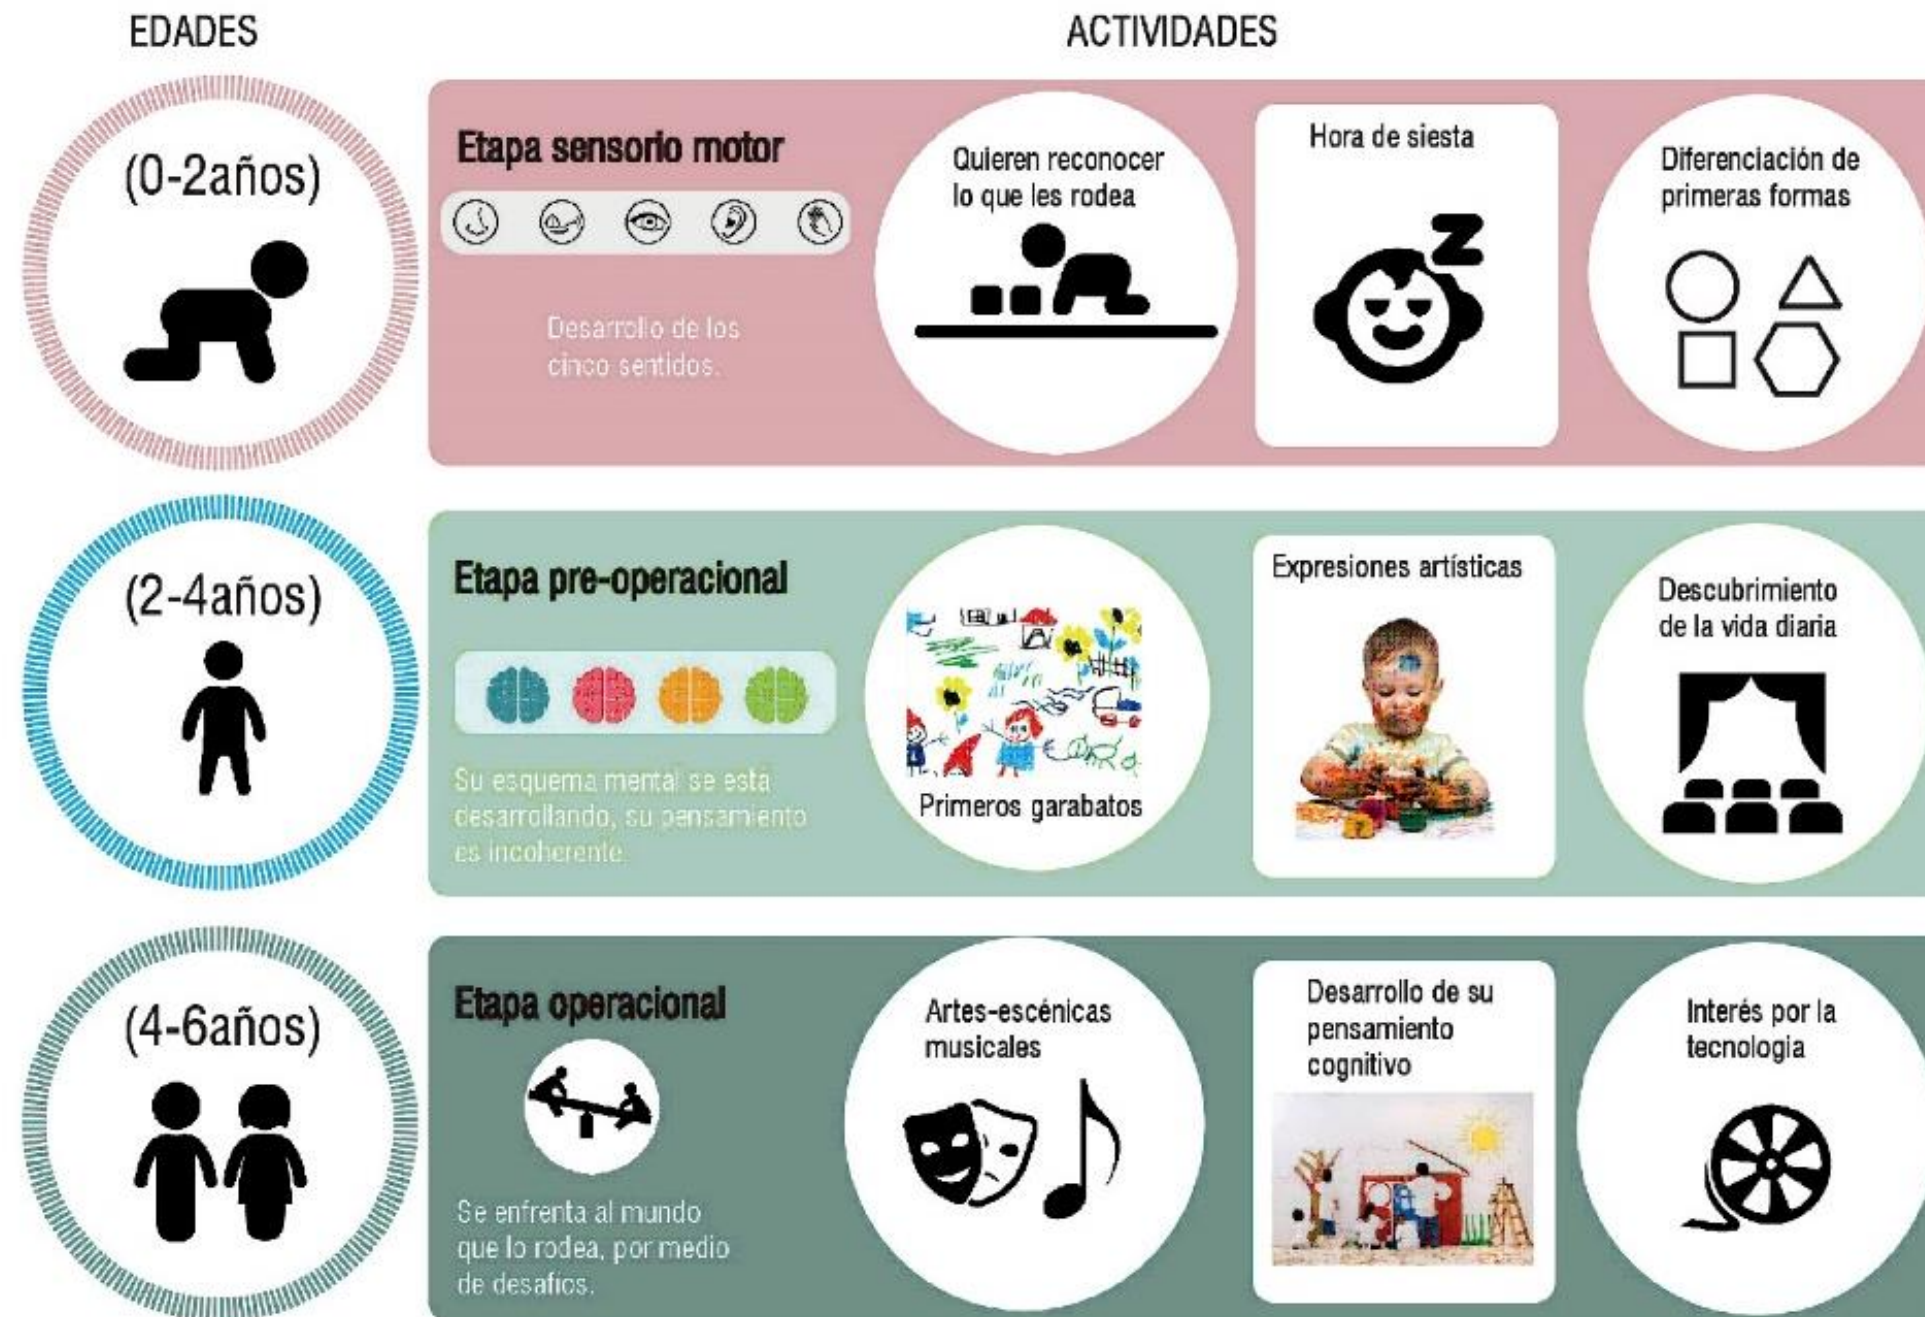 EDADES
ACTIVIDADES
(0-2años)
Etapa sensorio motor
Desarrollo de los
cinco sentidos.
Quieren reconocer
lo que les rodea
Hora de siesta
Diferenciación de
primeras formas
(2-4años)
Etapa pre-operacional
Su esquema mental se está
desarrollando, su pensamiento
es incoherente.
Primeros garabatos
Expresiones artísticas
Descubrimiento
de la vida diaria
(4-6años)
Etapa operacional
Se enfrenta al mundo
que lo rodea, por medio
de desafíos.
Artes-escénicas
musicales
Desarrollo de su
pensamiento
cognitivo
Interés por la
tecnologia